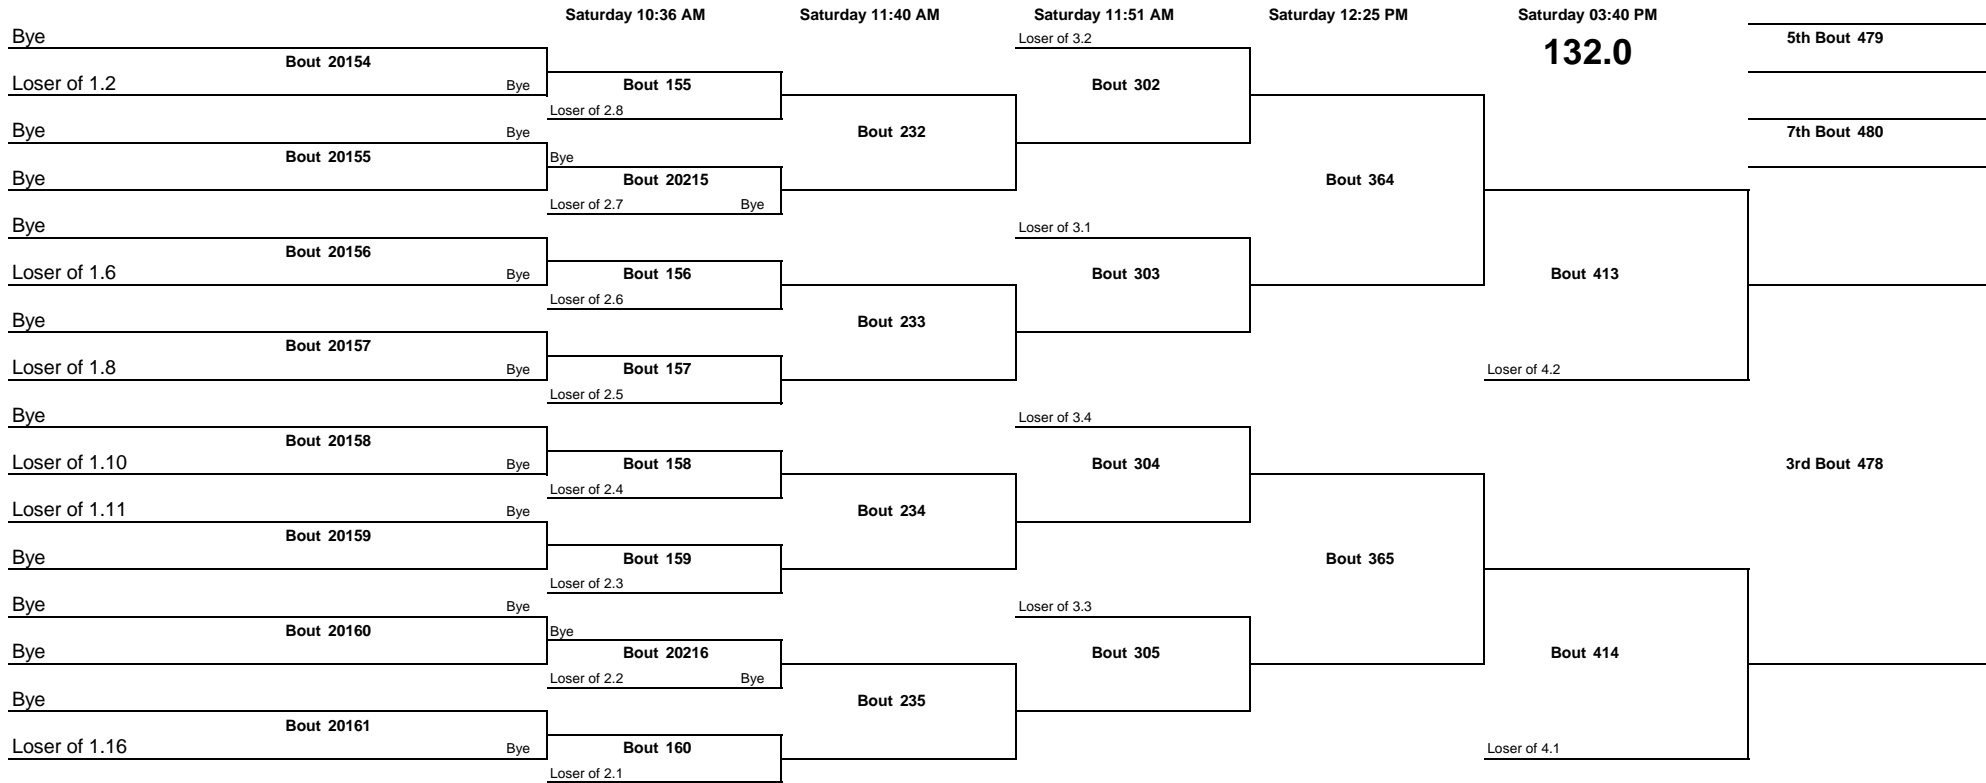 Saturday 10:36 AM
Saturday 11:40 AM
Saturday 11:51 AM
Saturday 12:25 PM
Saturday 03:40 PM
132.0
Bye
Bout 20154
Loser of 1.2
Bye
Bye
Bye
Bout 20155
Bye
Bye
Bout 20156
Loser of 1.6
Bye
Bye
Bout 20157
Loser of 1.8
Bye
Bye
Bout 20158
Loser of 1.10
Bye
Loser of 1.11
Bye
Bout 20159
Bye
Bye
Bye
Bout 20160
Bye
Bye
Bout 20161
Loser of 1.16
Bye
Bout 155
Loser of 2.8
Bye
Bout 20215
Loser of 2.7
Bye
Bout 156
Loser of 2.6
Bout 157
Loser of 2.5
Bout 158
Loser of 2.4
Bout 159
Loser of 2.3
Bye
Bout 20216
Loser of 2.2
Bye
Bout 160
Loser of 2.1
Bout 232
Bout 233
Bout 234
Bout 235
Loser of 3.2
Bout 302
Loser of 3.1
Bout 303
Loser of 3.4
Bout 304
Loser of 3.3
Bout 305
Bout 364
Bout 365
Bout 413
Loser of 4.2
Bout 414
Loser of 4.1
5th Bout 479
7th Bout 480
3rd Bout 478